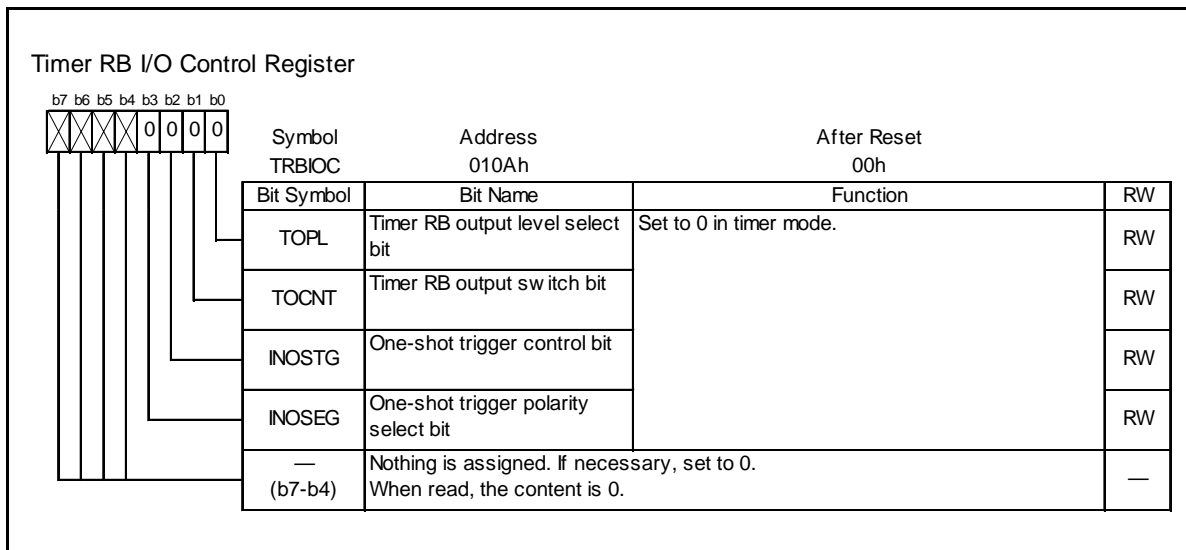 Timer RB I/O Control Register
b7 b6 b5 b4 b3 b2 b1 b0
0 0 0 0
Symbol Address After Reset
TRBIOC 010Ah 00h
Bit Symbol Bit Name Function RW
TOPL Timer RB output level select bit Set to 0 in timer mode. RW
TOCNT Timer RB output switch bit RW
INOSTG One-shot trigger control bit RW
INOSEG One-shot trigger polarity select bit RW
— (b7-b4) Nothing is assigned. If necessary, set to 0. —
When read, the content is 0.